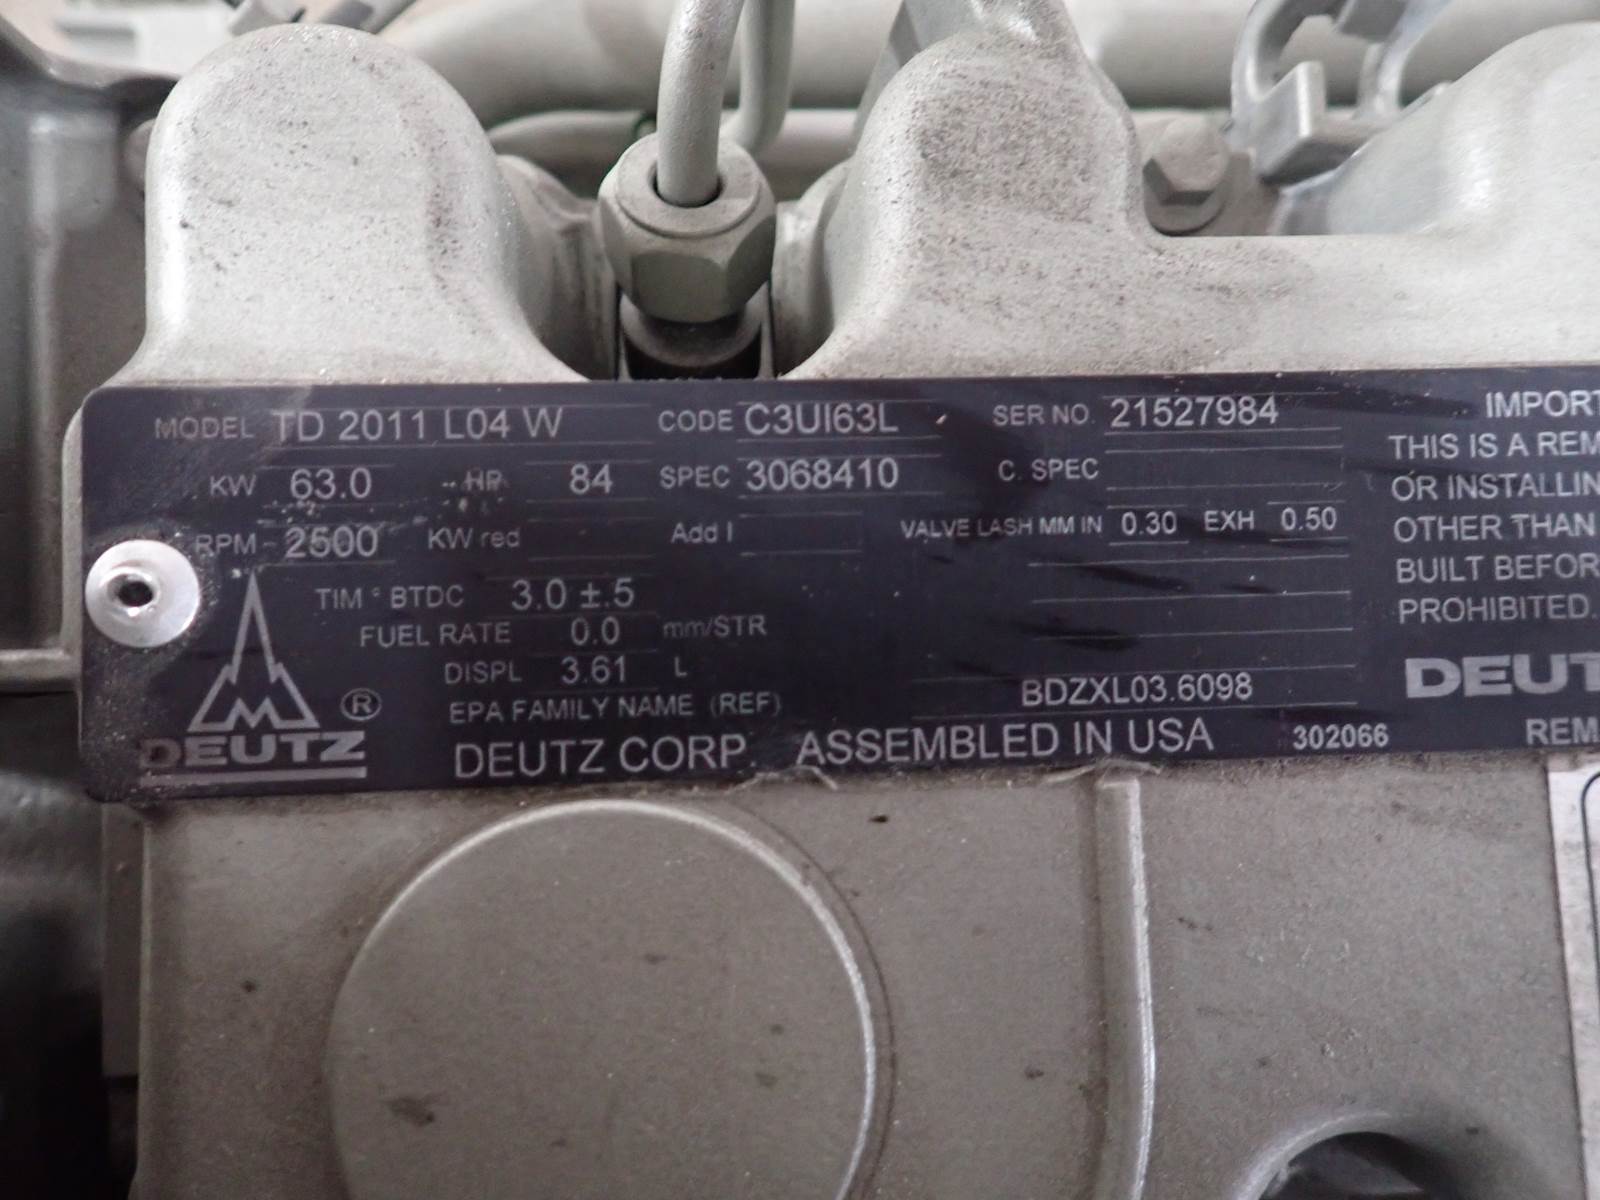 MODEL TD 2011 L04 W CODE C3UI63L SER NO. 21527984
KW 63.0 HP 84 SPEC 3068410 C. SPEC
RPM 2500 KW red Add I VALVE LASH MM IN 0.30 EXH 0.50
TIM ° BTDC 3.0 ±.5
FUEL RATE 0.0 mm/STR
DISPL 3.61 L
EPA FAMILY NAME (REF) BDZXL03.6098
DEUTZ ®
DEUTZ CORP. ASSEMBLED IN USA 302066
IMPORT
THIS IS A REM
OR INSTALLIN
OTHER THAN
BUILT BEFOR
PROHIBITED.
DEUT
REM